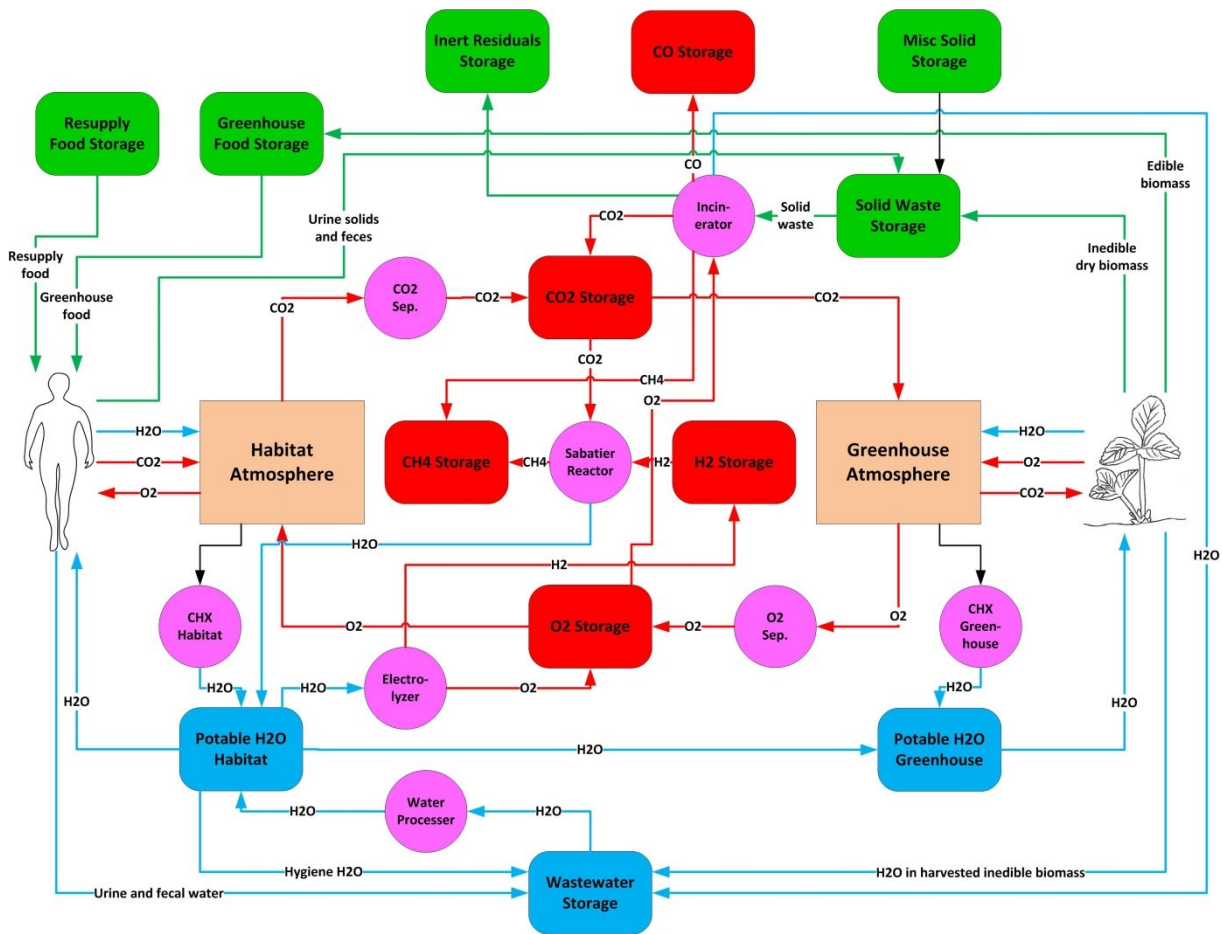 Inert Residuals
Storage
CO Storage
Misc Solid
Storage
Resupply
Food Storage
Greenhouse
Food Storage
CO
Edible
biomass
Urine solids
and feces
Incin-
erator
Solid
waste
Solid Waste
Storage
CO2
Resupply
food
Inedible
dry biomass
Greenhouse
food
CO2
CO2
Sep.
CO2
CO2 Storage
CO2
CO2
CH4
O2
H2O
CO2
O2
Habitat
Atmosphere
CH4 Storage
CH4
Sabatier
Reactor
H2
H2 Storage
Greenhouse
Atmosphere
H2O
O2
CO2
H2O
H2O
H2
CHX
Habitat
O2
O2 Storage
O2
O2
Sep.
O2
CHX
Green-
house
H2O
H2O
H2O
Electro-
lyzer
O2
H2O
H2O
Potable H2O
Habitat
H2O
Potable H2O
Greenhouse
H2O
H2O
Water
Processer
H2O
Hygiene H2O
H2O in harvested inedible biomass
Urine and fecal water
Wastewater
Storage